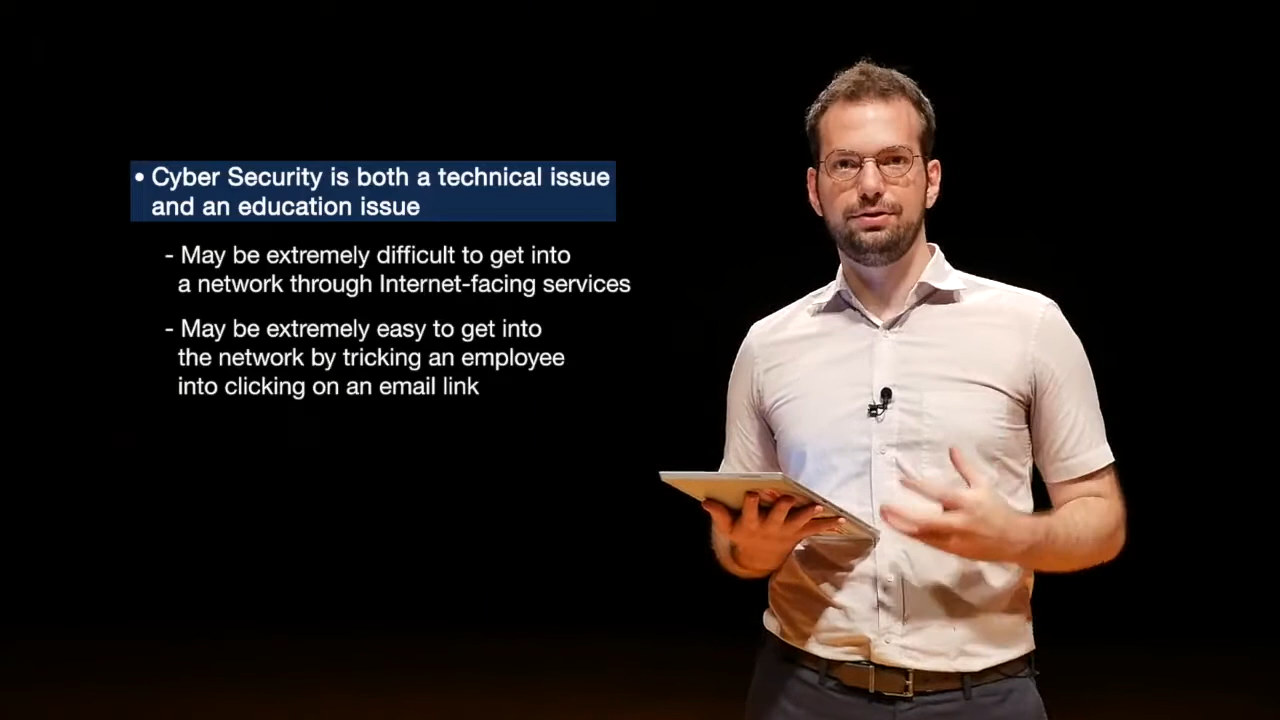 • Cyber Security is both a technical issue
and an education issue
- May be extremely difficult to get into
a network through Internet-facing services
- May be extremely easy to get into
the network by tricking an employee
into clicking on an email link